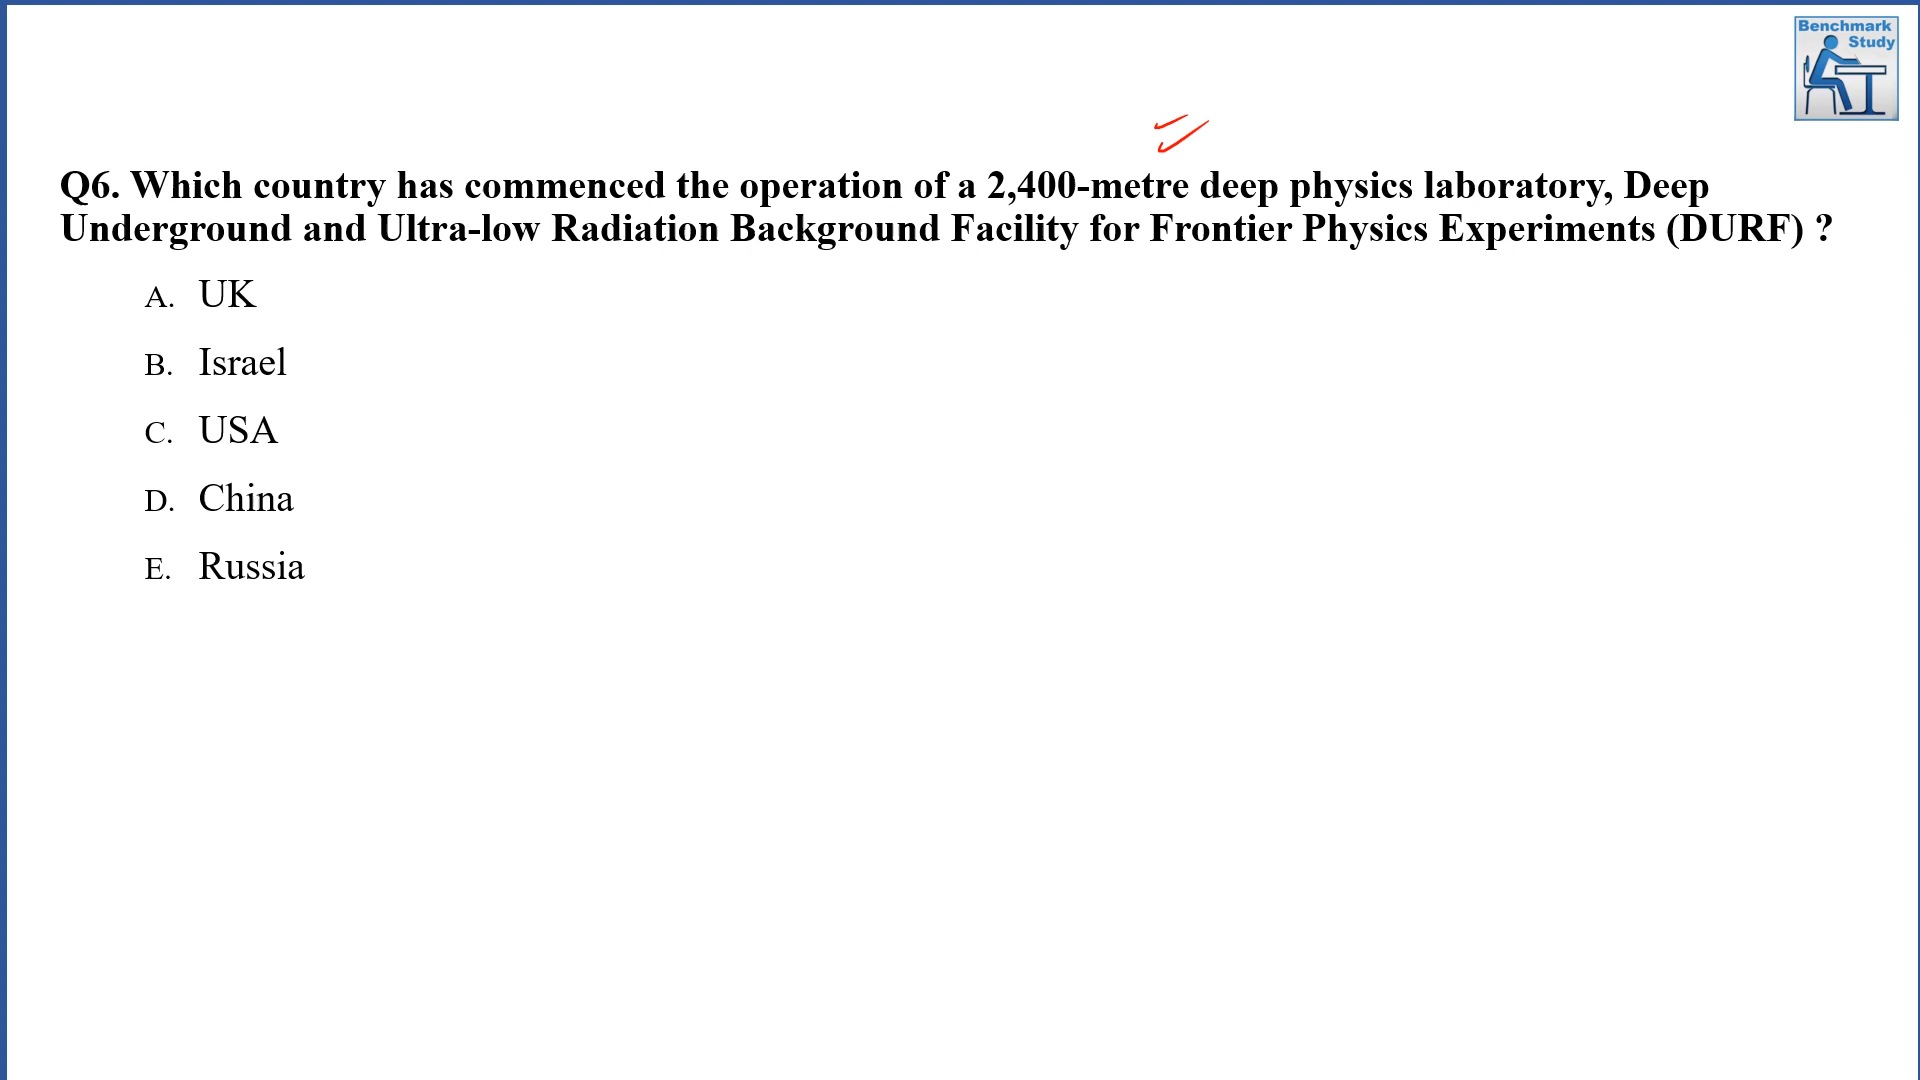 Benchmark
Study
Q6. Which country has commenced the operation of a 2,400-metre deep physics laboratory, Deep
Underground and Ultra-low Radiation Background Facility for Frontier Physics Experiments (DURF) ?
A. UK
B. Israel
C. USA
D. China
E. Russia